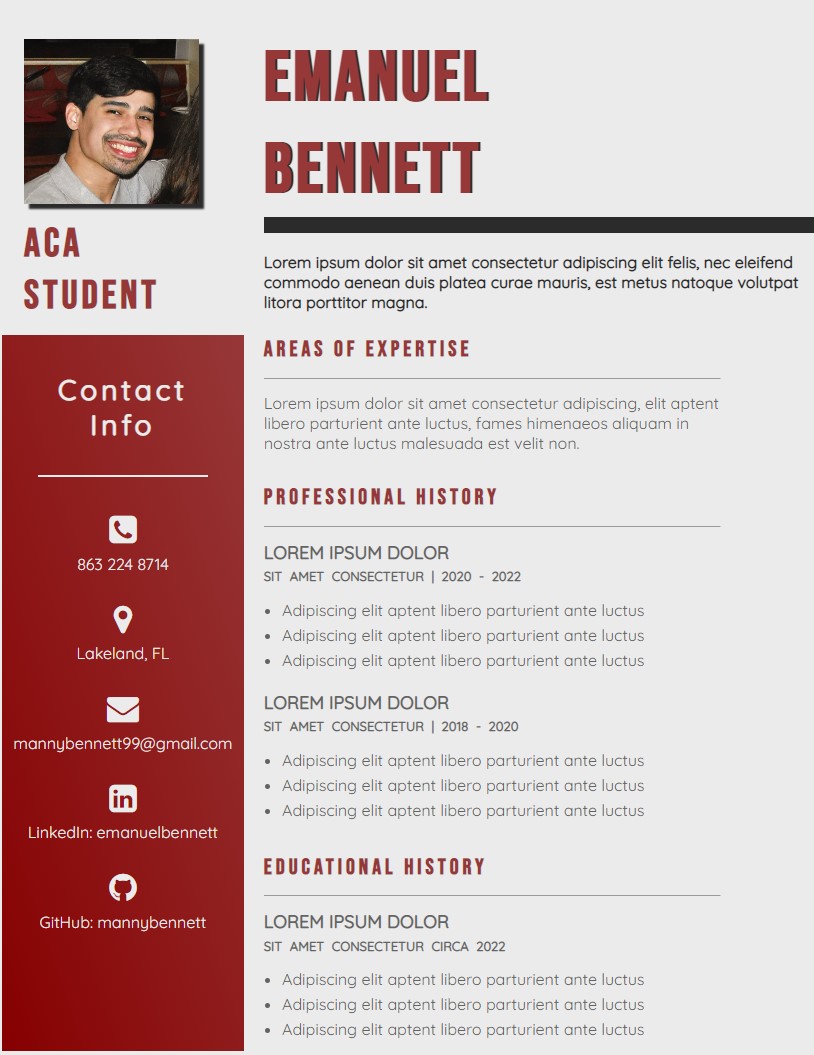 EMANUEL
BENNETT
ACA
STUDENT
Contact
Info
863 224 8714
Lakeland, FL
mannybennett99@gmail.com
LinkedIn: emanuelbennett
GitHub: mannybennett
Lorem ipsum dolor sit amet consectetur adipiscing elit felis, nec eleifend
commodo aenean duis platea curae mauris, est metus natoque volutpat
litora porttitor magna.
AREAS OF EXPERTISE
Lorem ipsum dolor sit amet consectetur adipiscing, elit aptent
libero parturient ante luctus, fames himenaeos aliquam in
nostra ante luctus malesuada est velit non.
PROFESSIONAL HISTORY
LOREM IPSUM DOLOR
SIT AMET CONSECTETUR | 2020 - 2022
• Adipiscing elit aptent libero parturient ante luctus
• Adipiscing elit aptent libero parturient ante luctus
• Adipiscing elit aptent libero parturient ante luctus
LOREM IPSUM DOLOR
SIT AMET CONSECTETUR | 2018 - 2020
• Adipiscing elit aptent libero parturient ante luctus
• Adipiscing elit aptent libero parturient ante luctus
• Adipiscing elit aptent libero parturient ante luctus
EDUCATIONAL HISTORY
LOREM IPSUM DOLOR
SIT AMET CONSECTETUR CIRCA 2022
• Adipiscing elit aptent libero parturient ante luctus
• Adipiscing elit aptent libero parturient ante luctus
• Adipiscing elit aptent libero parturient ante luctus